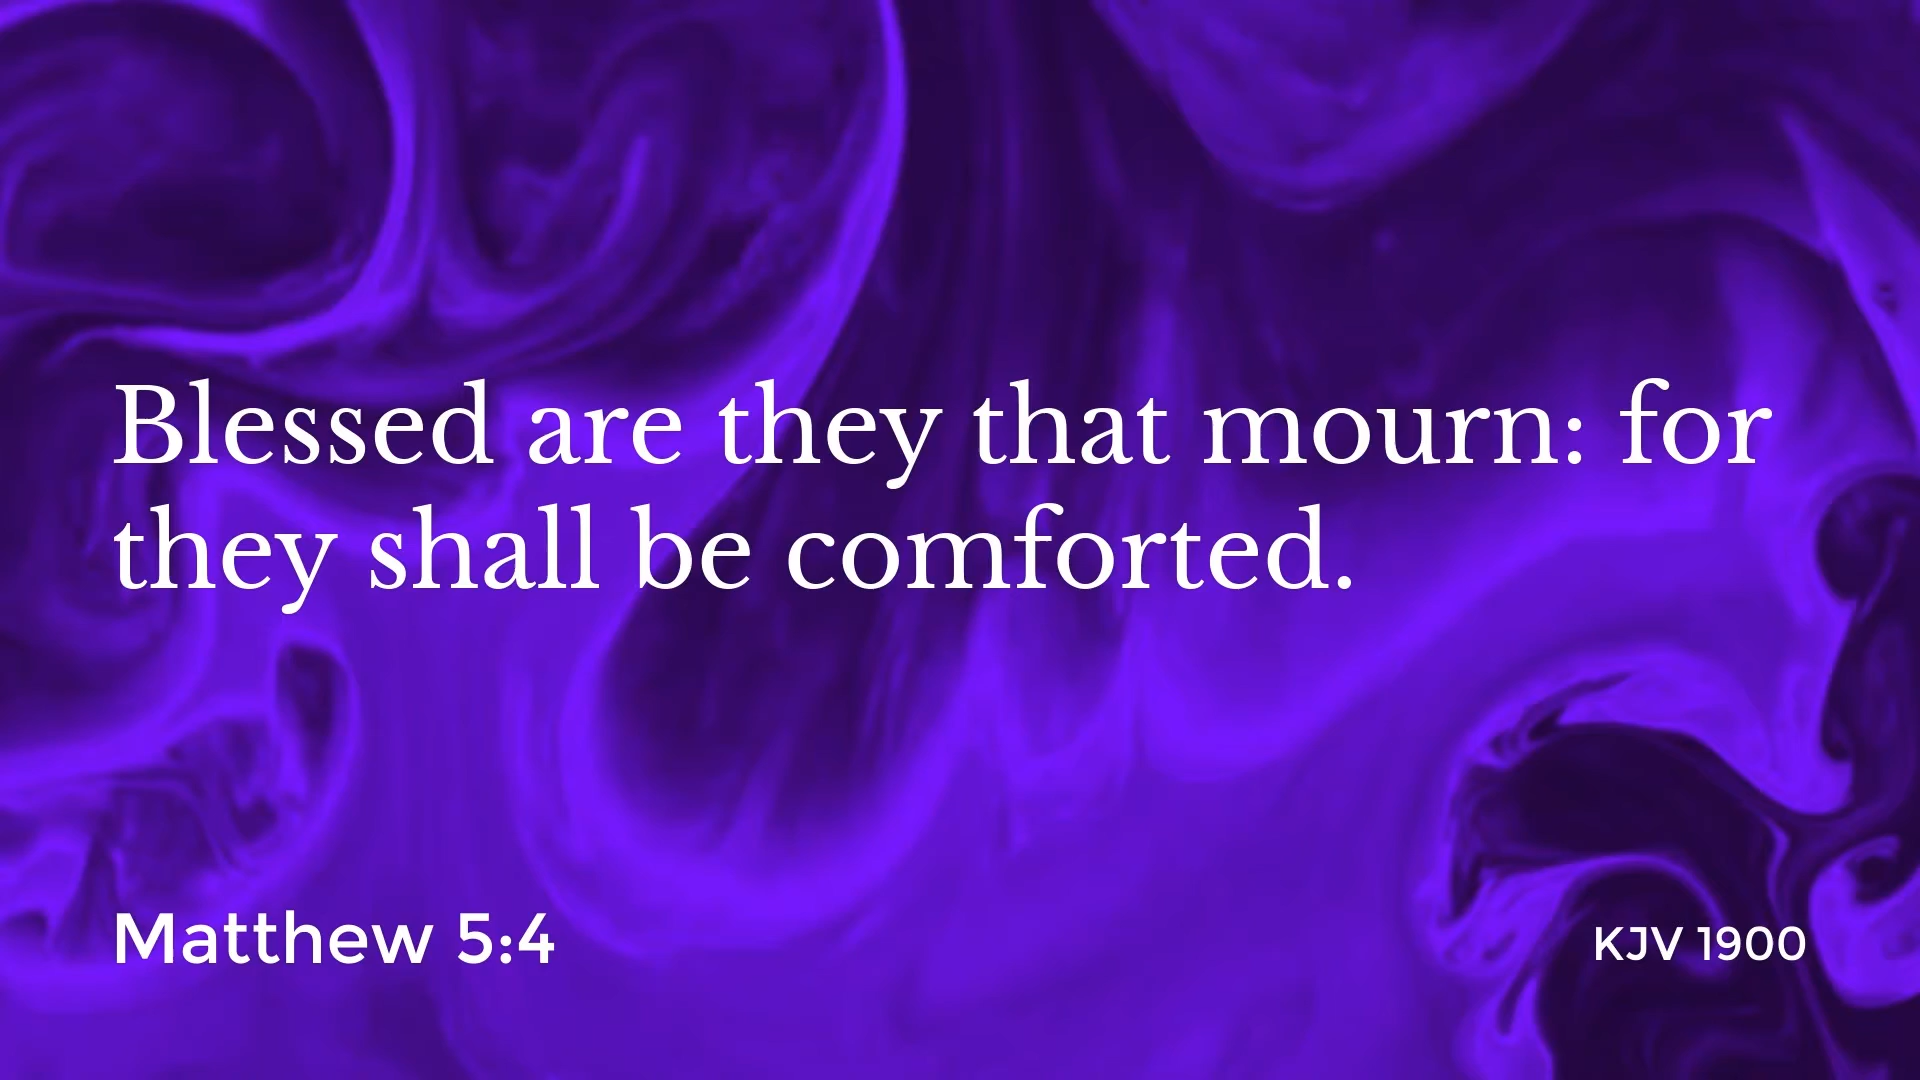 Blessed are they that mourn: for
they shall be comforted.
Matthew 5:4
KJV 1900